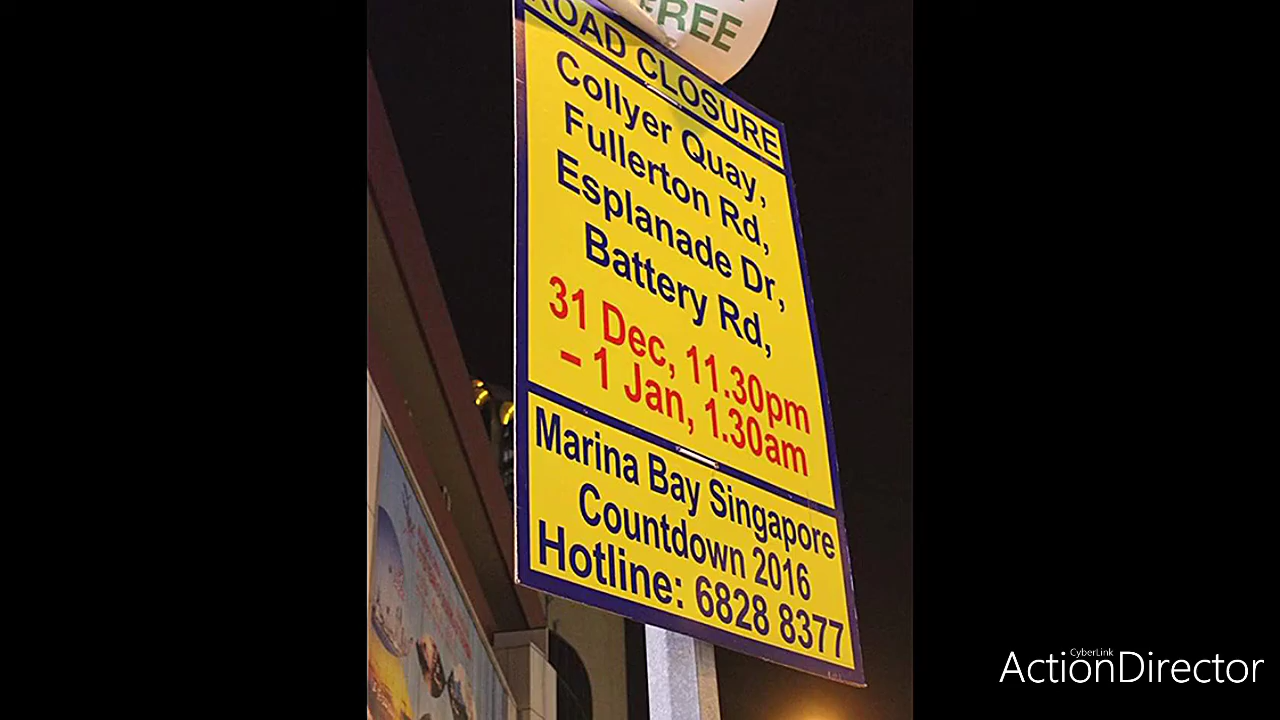 FREE
ROAD CLOSURE
Collyer Quay,
Fullerton Rd,
Esplanade Dr,
Battery Rd,
31 Dec, 11.30pm
– 1 Jan, 1.30am
Marina Bay Singapore
Countdown 2016
Hotline: 6828 8377
CyberLink
ActionDirector